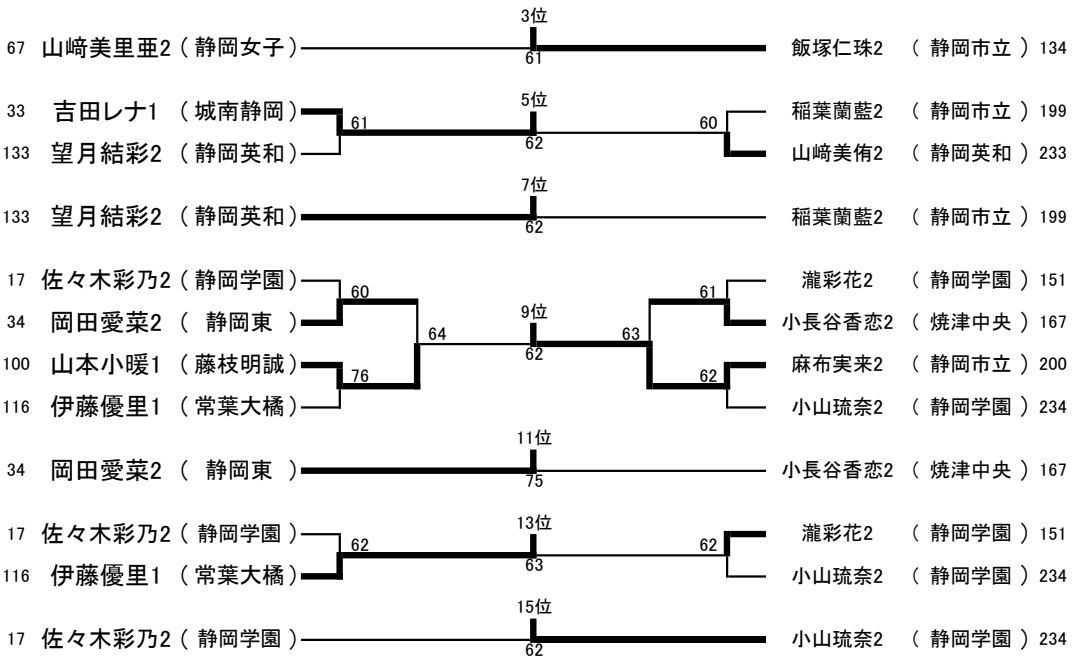 3位
67 山﨑美里亜2 ( 静岡女子 ) 飯塚仁珠2 ( 静岡市立 ) 134
61
5位
33 吉田レナ1 ( 城南静岡 ) 稲葉蘭藍2 ( 静岡市立 ) 199
61 60
62
133 望月結彩2 ( 静岡英和 ) 山﨑美侑2 ( 静岡英和 ) 233
7位
133 望月結彩2 ( 静岡英和 ) 稲葉蘭藍2 ( 静岡市立 ) 199
62
17 佐々木彩乃2 ( 静岡学園 ) 瀧彩花2 ( 静岡学園 ) 151
60 61
9位
34 岡田愛菜2 ( 静岡東 ) 小長谷香恋2 ( 焼津中央 ) 167
64 63
62
100 山本小暖1 ( 藤枝明誠 ) 麻布実来2 ( 静岡市立 ) 200
76 62
116 伊藤優里1 ( 常葉大橘 ) 小山琉奈2 ( 静岡学園 ) 234
11位
34 岡田愛菜2 ( 静岡東 ) 小長谷香恋2 ( 焼津中央 ) 167
75
13位
17 佐々木彩乃2 ( 静岡学園 ) 瀧彩花2 ( 静岡学園 ) 151
62 62
63
116 伊藤優里1 ( 常葉大橘 ) 小山琉奈2 ( 静岡学園 ) 234
15位
17 佐々木彩乃2 ( 静岡学園 ) 小山琉奈2 ( 静岡学園 ) 234
62